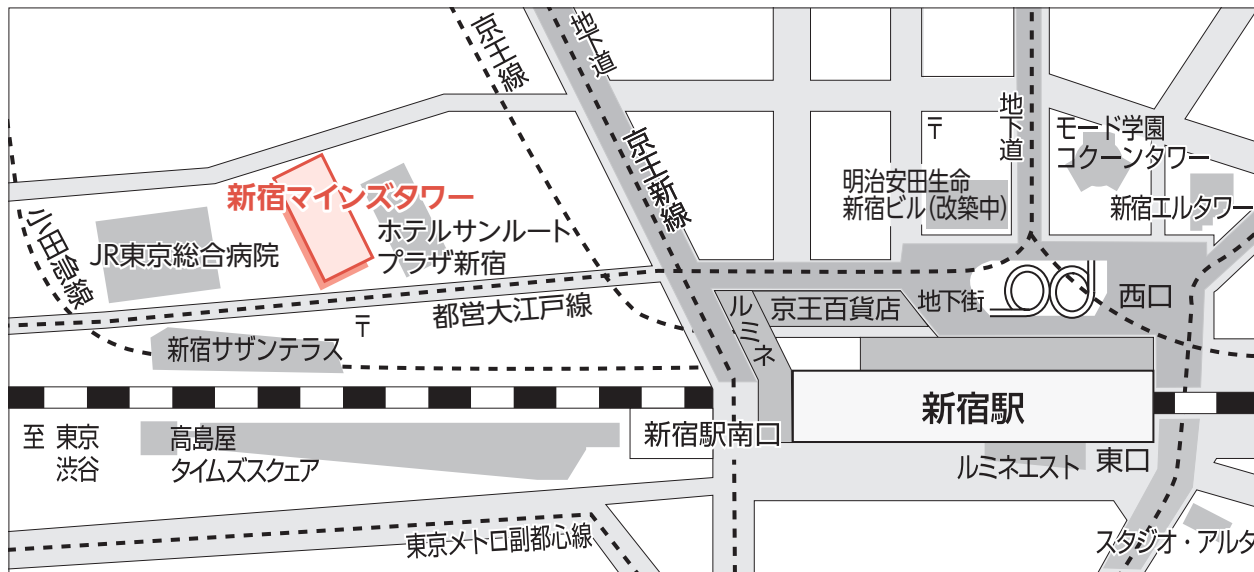 京王線
地下道
京王新線
地下道
〒
モード学園
コクーンタワー
明治安田生命
新宿ビル(改築中)
新宿エルタワー
新宿マインズタワー
ホテルサンルート
プラザ新宿
JR東京総合病院
小田急線
都営大江戸線
〒
新宿サザンテラス
ルミネ
京王百貨店
地下街
西口
新宿駅
新宿駅南口
至 東京
渋谷
高島屋
タイムズスクェア
ルミネエスト
東口
東京メトロ副都心線
スタジオ・アルタ